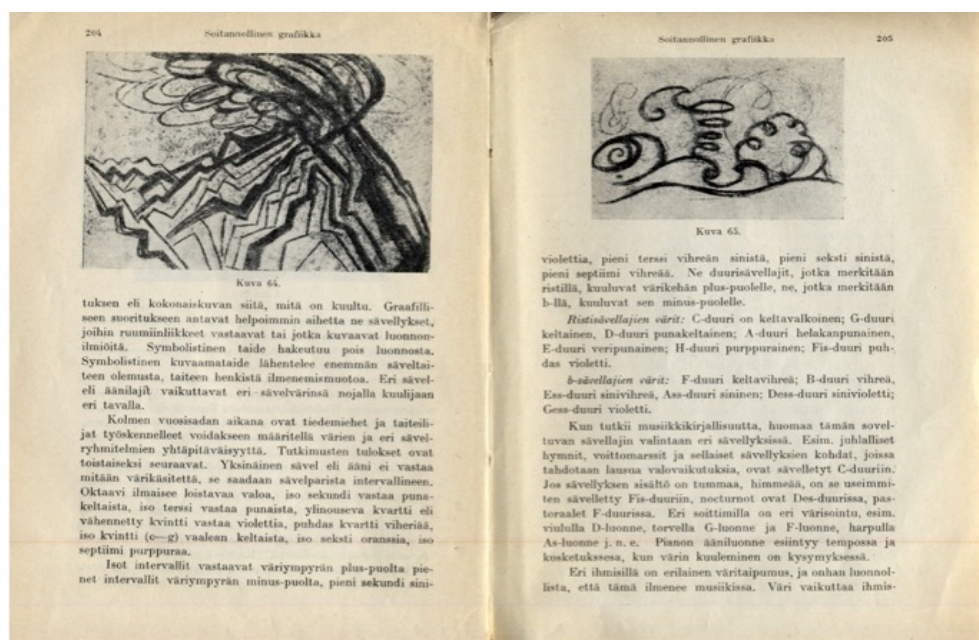 204
Soitannollinen grafiikka
Kuva 64.
tuksen eli kokonaiskuvan siitä, mitä on kuultu. Graafilli-
seen suoritukseen antavat helpoimmin aihetta ne sävellykset,
joihin ruumiinliikkeet vastaavat tai jotka kuvaavat luonnon-
ilmiöitä. Symbolistinen taide hakeutuu pois luonnosta.
Symbolistinen kuvaamataide lähentelee enemmän säveltai-
teen olemusta, taiteen henkistä ilmenemismuotoa. Eri sävel-
eli äänilajit vaikuttavat eri sävelvärinsä nojalla kuulijaan
eri tavalla.
Kolmen vuosisadan aikana ovat tiedemiehet ja taiteili-
jat työskennelleet voidakseen määritellä värien ja eri sävel-
ryhmitelmien yhtäpitäväisyyttä. Tutkimusten tulokset ovat
toistaiseksi seuraavat. Yksinäinen sävel eli ääni ei vastaa
mitään värikäsitettä, se saadaan sävelparista intervallineen.
Oktaavi ilmaisee loistavaa valoa, iso sekundi vastaa puna-
keltaista, iso terssi vastaa punaista, ylinouseva kvartti eli
vähennetty kvintti vastaa violettia, puhdas kvartti viheriää,
iso kvintti (c—g) vaalean keltaista, iso seksti oranssia, iso
septiimi purppuraa.
Isot intervallit vastaavat väriympyrän plus-puolta pie-
net intervallit väriympyrän minus-puolta, pieni sekundi sini-
Soitannollinen grafiikka
205
Kuva 65.
violettia, pieni terssi vihreän sinistä, pieni seksti sinistä,
pieni septiimi vihreää. Ne duurisävellajit, jotka merkitään
ristillä, kuuluvat värikehän plus-puolelle, ne, jotka merkitään
b-llä, kuuluvat sen minus-puolelle.
Ristisävellajien värit: C-duuri on keltavalkoinen; G-duuri
keltainen, D-duuri punakeltainen; A-duuri helakanpunainen,
E-duuri veripunainen; H-duuri purppurainen; Fis-duuri puh-
das violetti.
b-sävellajien värit: F-duuri keltavihreä; B-duuri vihreä,
Ess-duuri sinivihreä, Ass-duuri sininen; Dess-duuri sinivioletti;
Gess-duuri violetti.
Kun tutkii musiikkikirjallisuutta, huomaa tämän sovel-
tuvan sävellajin valintaan eri sävellyksissä. Esim. juhlalliset
hymnit, voittomarssit ja sellaiset sävellyksien kohdat, joissa
tahdotaan lausua valovaikutuksia, ovat sävelletyt C-duuriin.
Jos sävellyksen sisältö on tummaa, himmeää, on se useimmi-
ten sävelletty Fis-duuriin, nocturnot ovat Des-duurissa, pas-
toraalet F-duurissa. Eri soittimilla on eri värisointu, esim.
viululla D-luonne, torvella G-luonne ja F-luonne, harpulla
As-luonne j. n. e. Pianon ääniluonne esiintyy tempossa ja
kosketuksessa, kun värin kuuleminen on kysymyksessä.
Eri ihmisillä on erilainen väritaipumus, ja onhan luonnol-
lista, että tämä ilmenee musiikissa. Väri vaikuttaa ihmis-